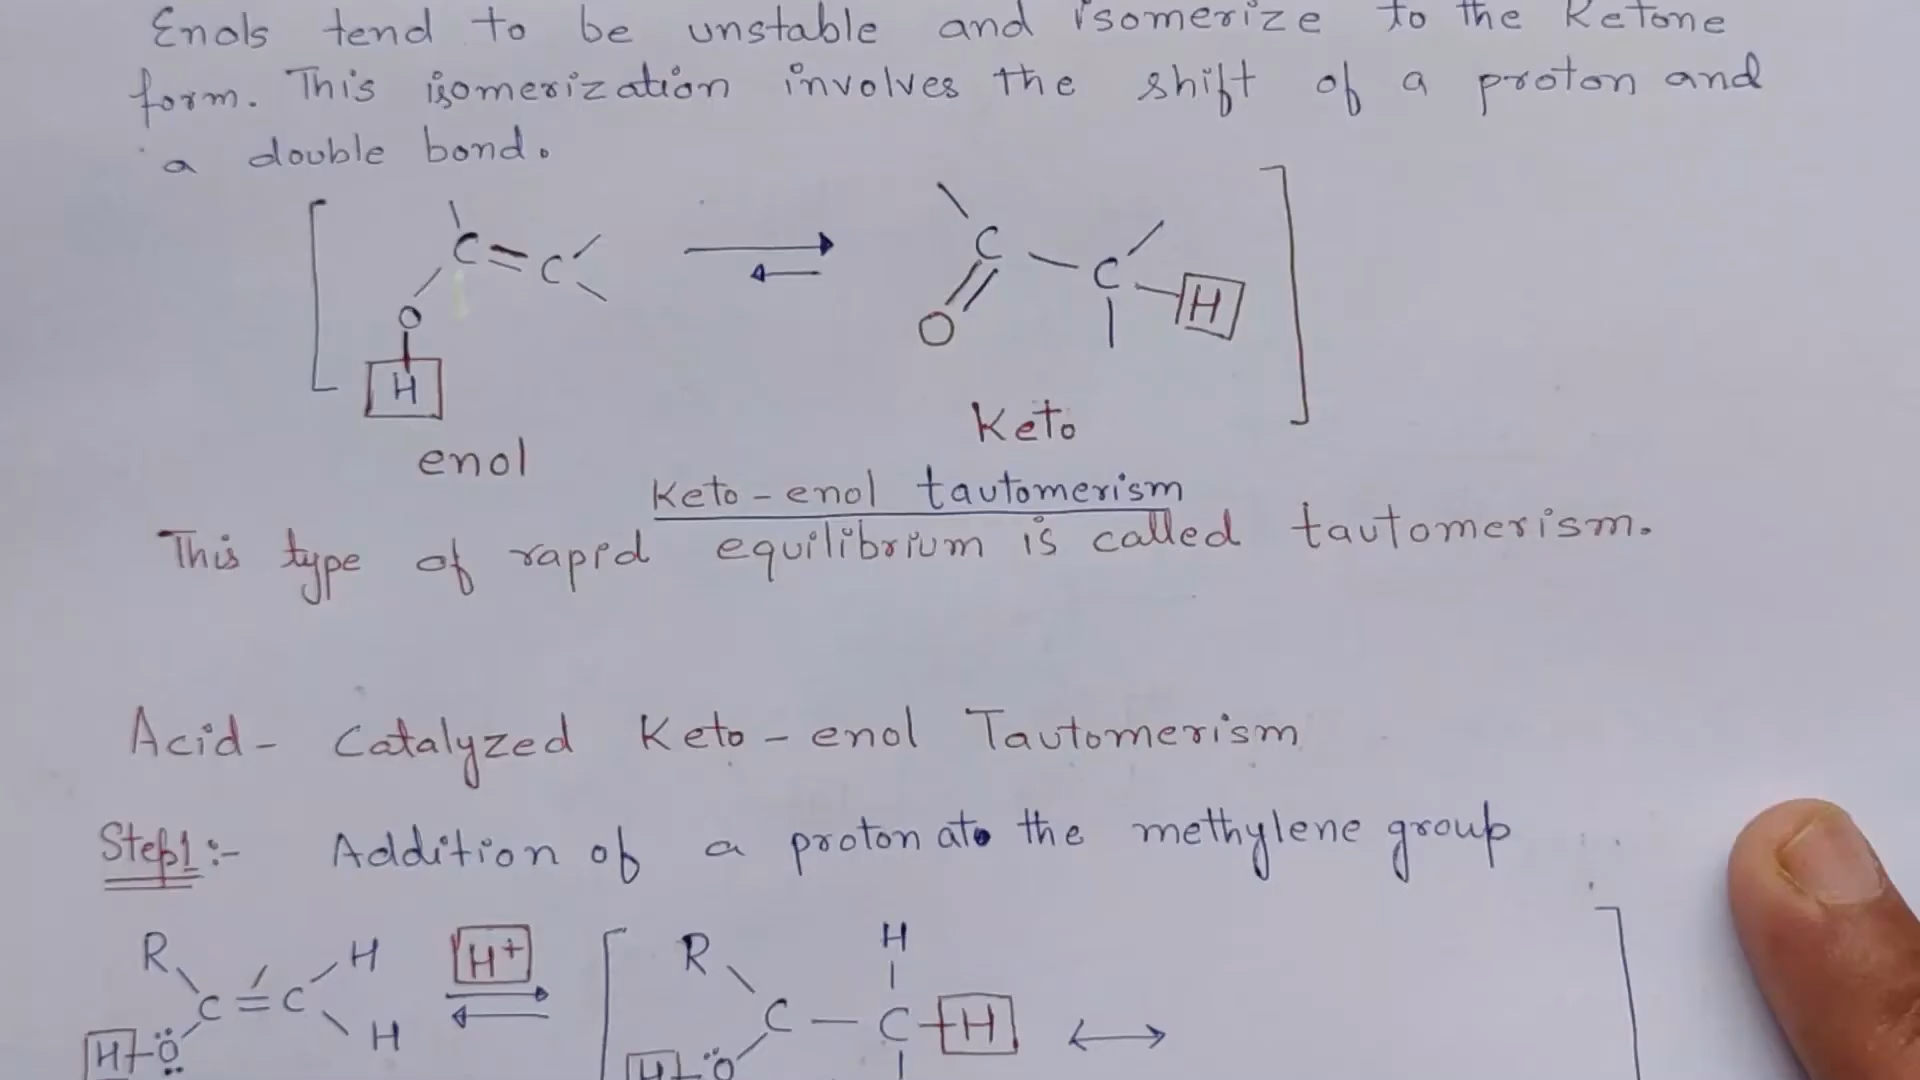 Enols tend to be unstable and isomerize to the Ketone
form. This isomerization involves the shift of a proton and
a double bond.
C = C
O
H
enol
C - C - H
O
Keto
Keto - enol tautomerism
This type of rapid equilibrium is called tautomerism.
Acid - Catalyzed Keto - enol Tautomerism
Step1:- Addition of a proton ato the methylene group
R H H+ R H
C = C C - C - H
H-O H H-O